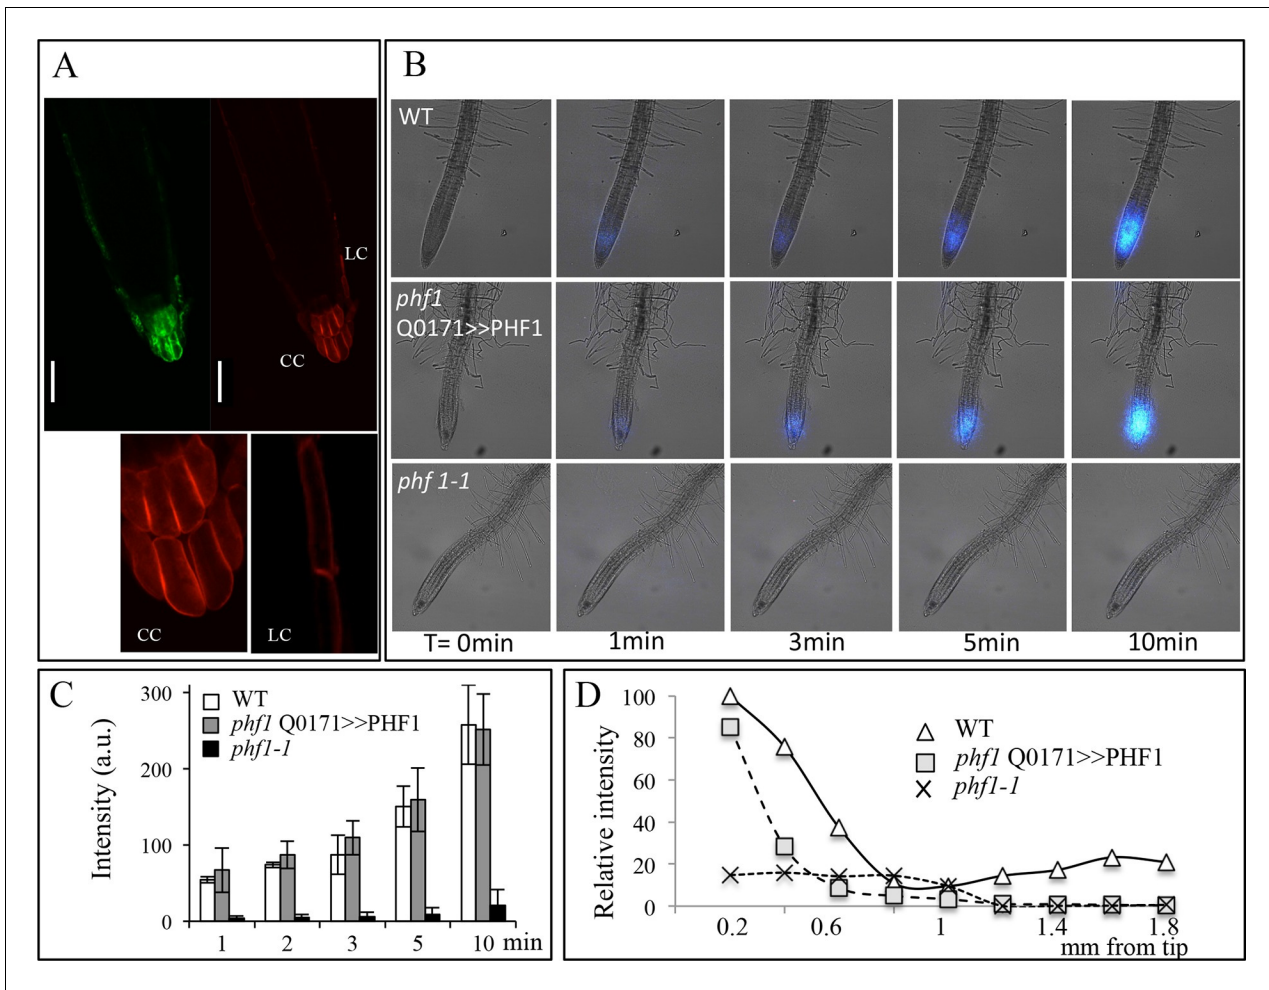 A
LC
CC
CC
LC
B
WT
phf1
Q0171>>PHF1
phf 1-1
T= 0min
1min
3min
5min
10min
C
Intensity (a.u.)
300
200
100
0
WT
phf1 Q0171>>PHF1
phf1-1
1
2
3
5
10 min
D
Relative intensity
100
80
60
40
20
0
WT
phf1 Q0171>>PHF1
phf1-1
0.2
0.6
1
1.4
1.8
mm from tip